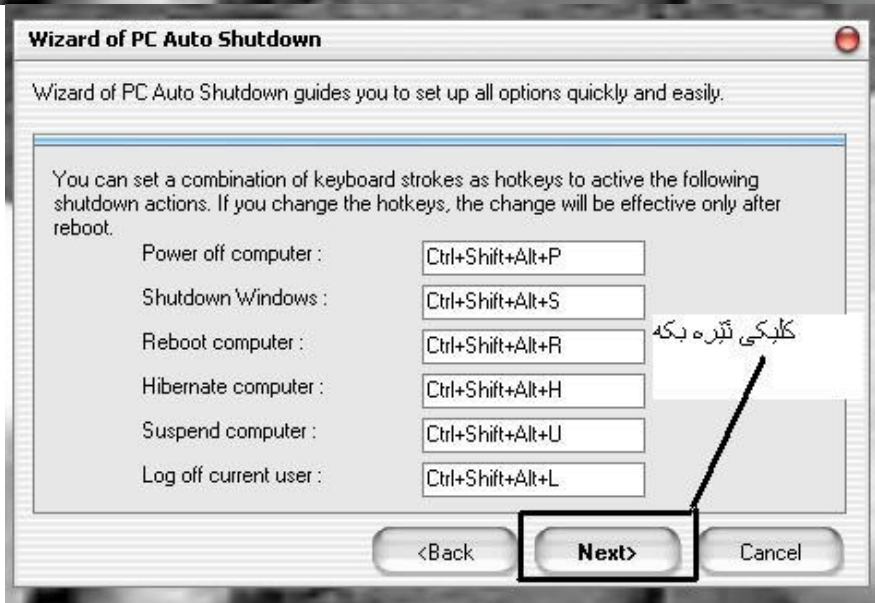 Wizard of PC Auto Shutdown
Wizard of PC Auto Shutdown guides you to set up all options quickly and easily.
You can set a combination of keyboard strokes as hotkeys to active the following
shutdown actions. If you change the hotkeys, the change will be effective only after
reboot.
Power off computer : Ctrl+Shift+Alt+P
Shutdown Windows : Ctrl+Shift+Alt+S
Reboot computer : Ctrl+Shift+Alt+R
Hibernate computer : Ctrl+Shift+Alt+H
Suspend computer : Ctrl+Shift+Alt+U
Log off current user : Ctrl+Shift+Alt+L
کلیکی ئێره بکه
<Back Next> Cancel